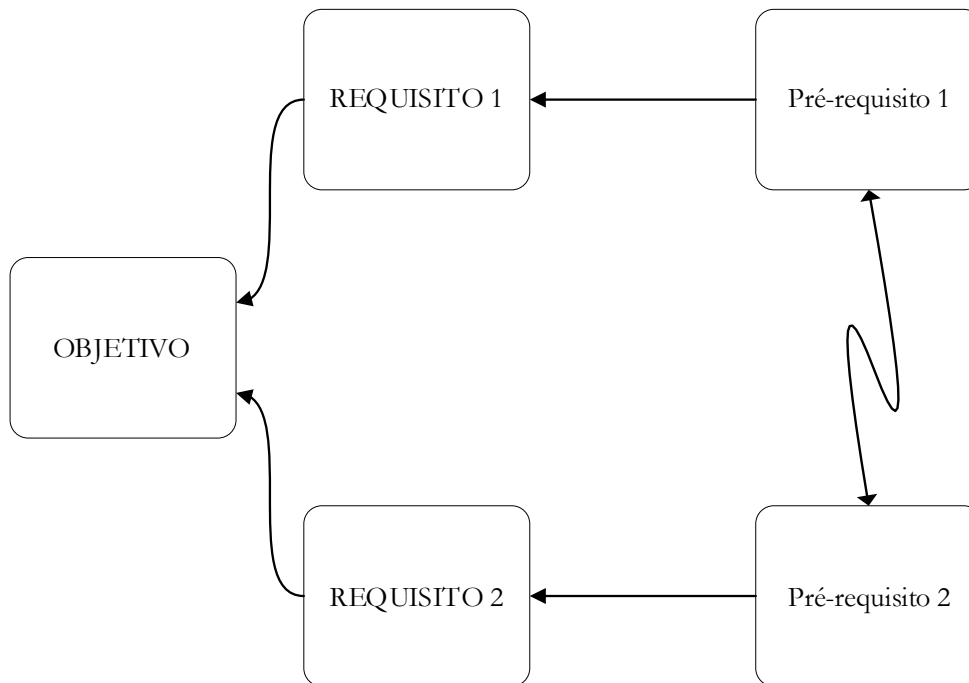 REQUISITO 1
Pré-requisito 1
OBJETIVO
REQUISITO 2
Pré-requisito 2